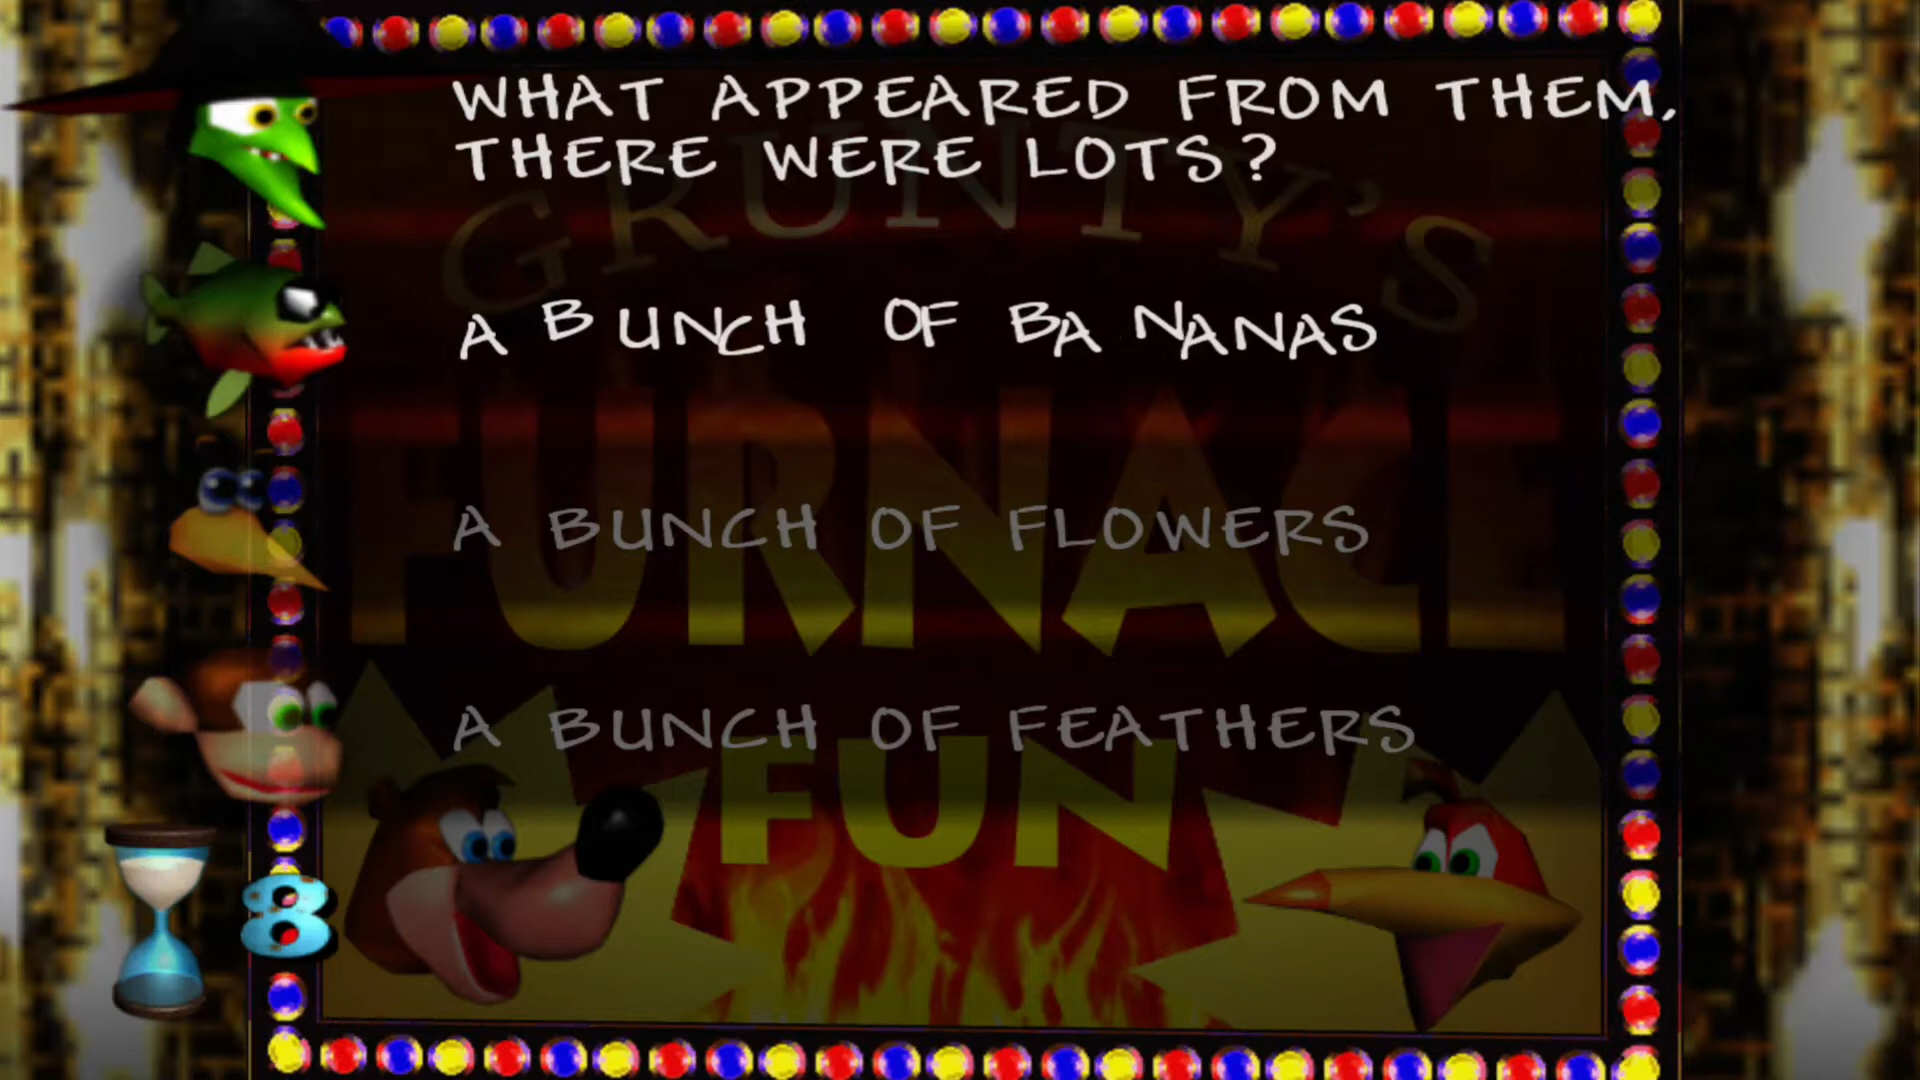 WHAT APPEARED FROM THEM,
THERE WERE LOTS?
GRUNTY'S
A BUNCH OF BANANAS
FURNACE
A BUNCH OF FLOWERS
A BUNCH OF FEATHERS
FUN
8